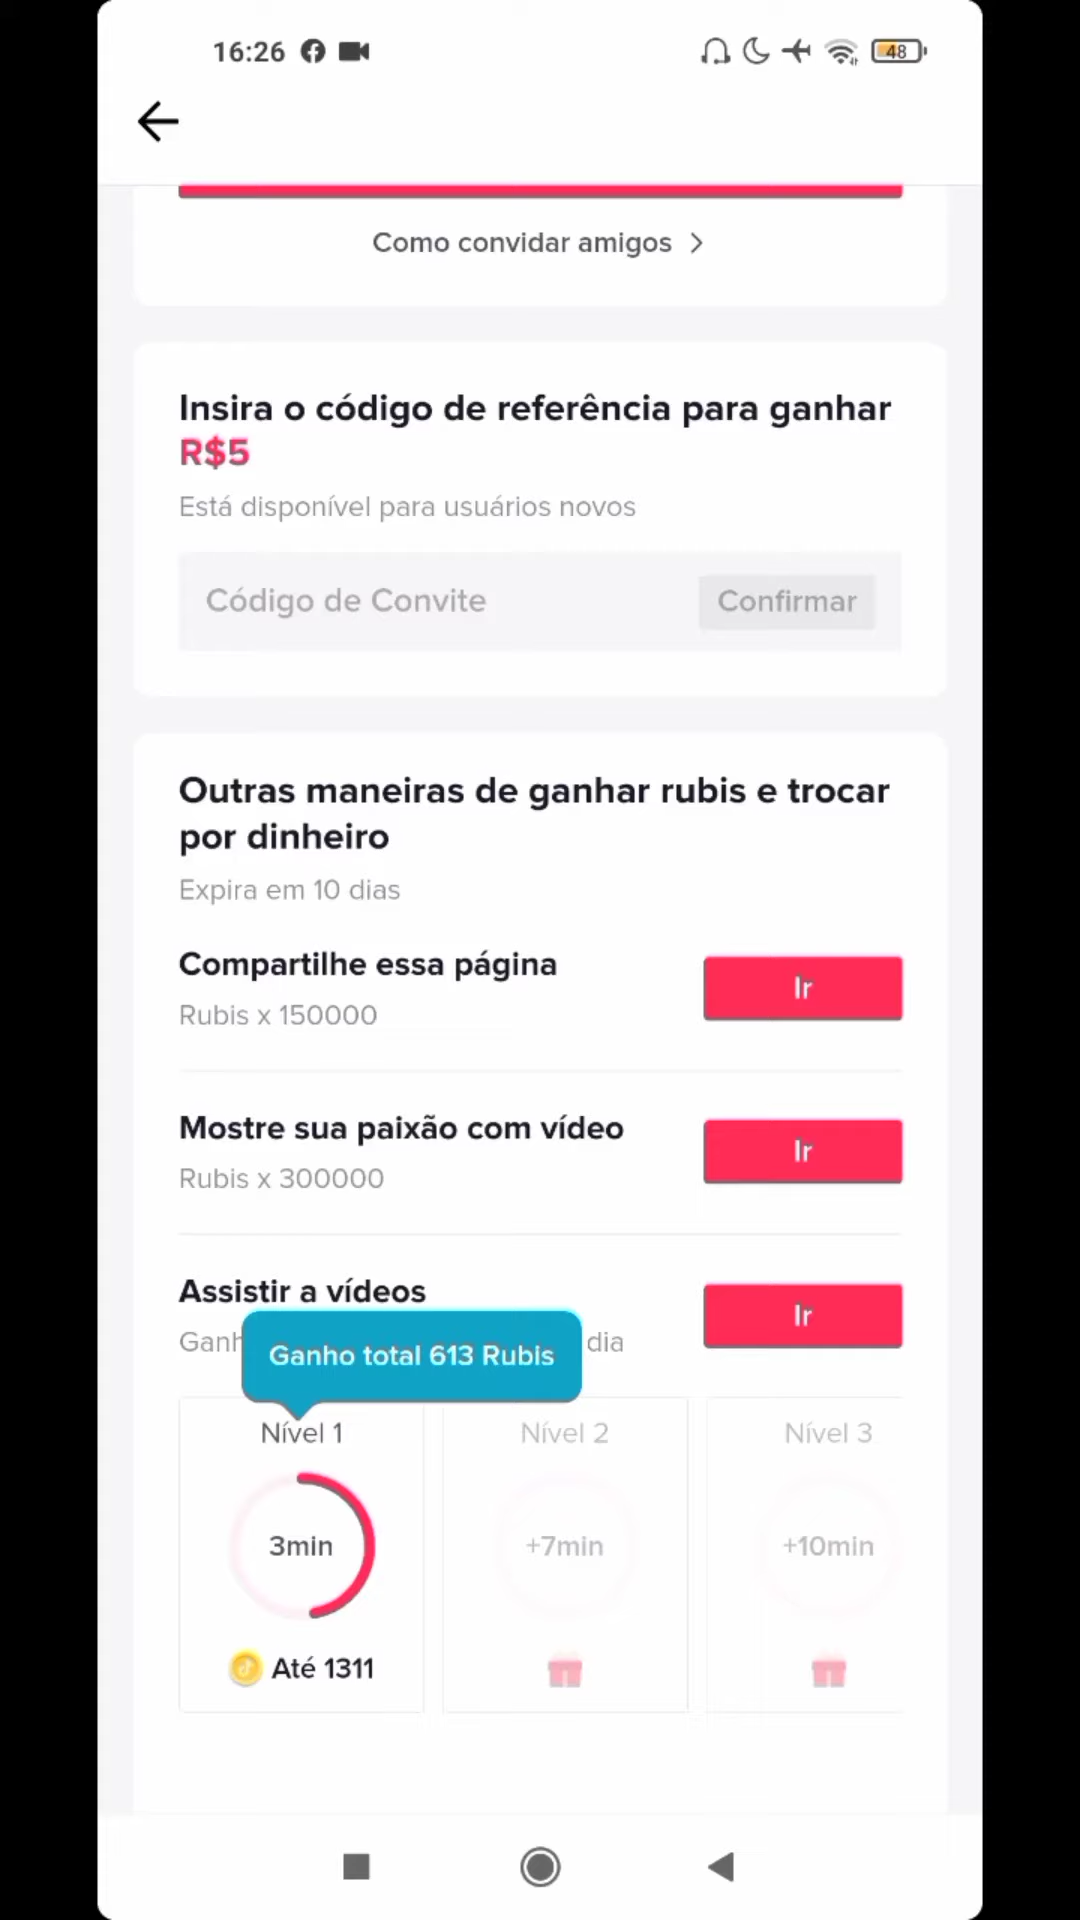 16:26
48
Como convidar amigos
Insira o código de referência para ganhar
R$5
Está disponível para usuários novos
Código de Convite
Confirmar
Outras maneiras de ganhar rubis e trocar
por dinheiro
Expira em 10 dias
Compartilhe essa página
Ir
Rubis x 150000
Mostre sua paixão com vídeo
Ir
Rubis x 300000
Assistir a vídeos
Ir
dia
Ganho total 613 Rubis
Nível 1
Nível 2
Nível 3
3min
+7min
+10min
Até 1311